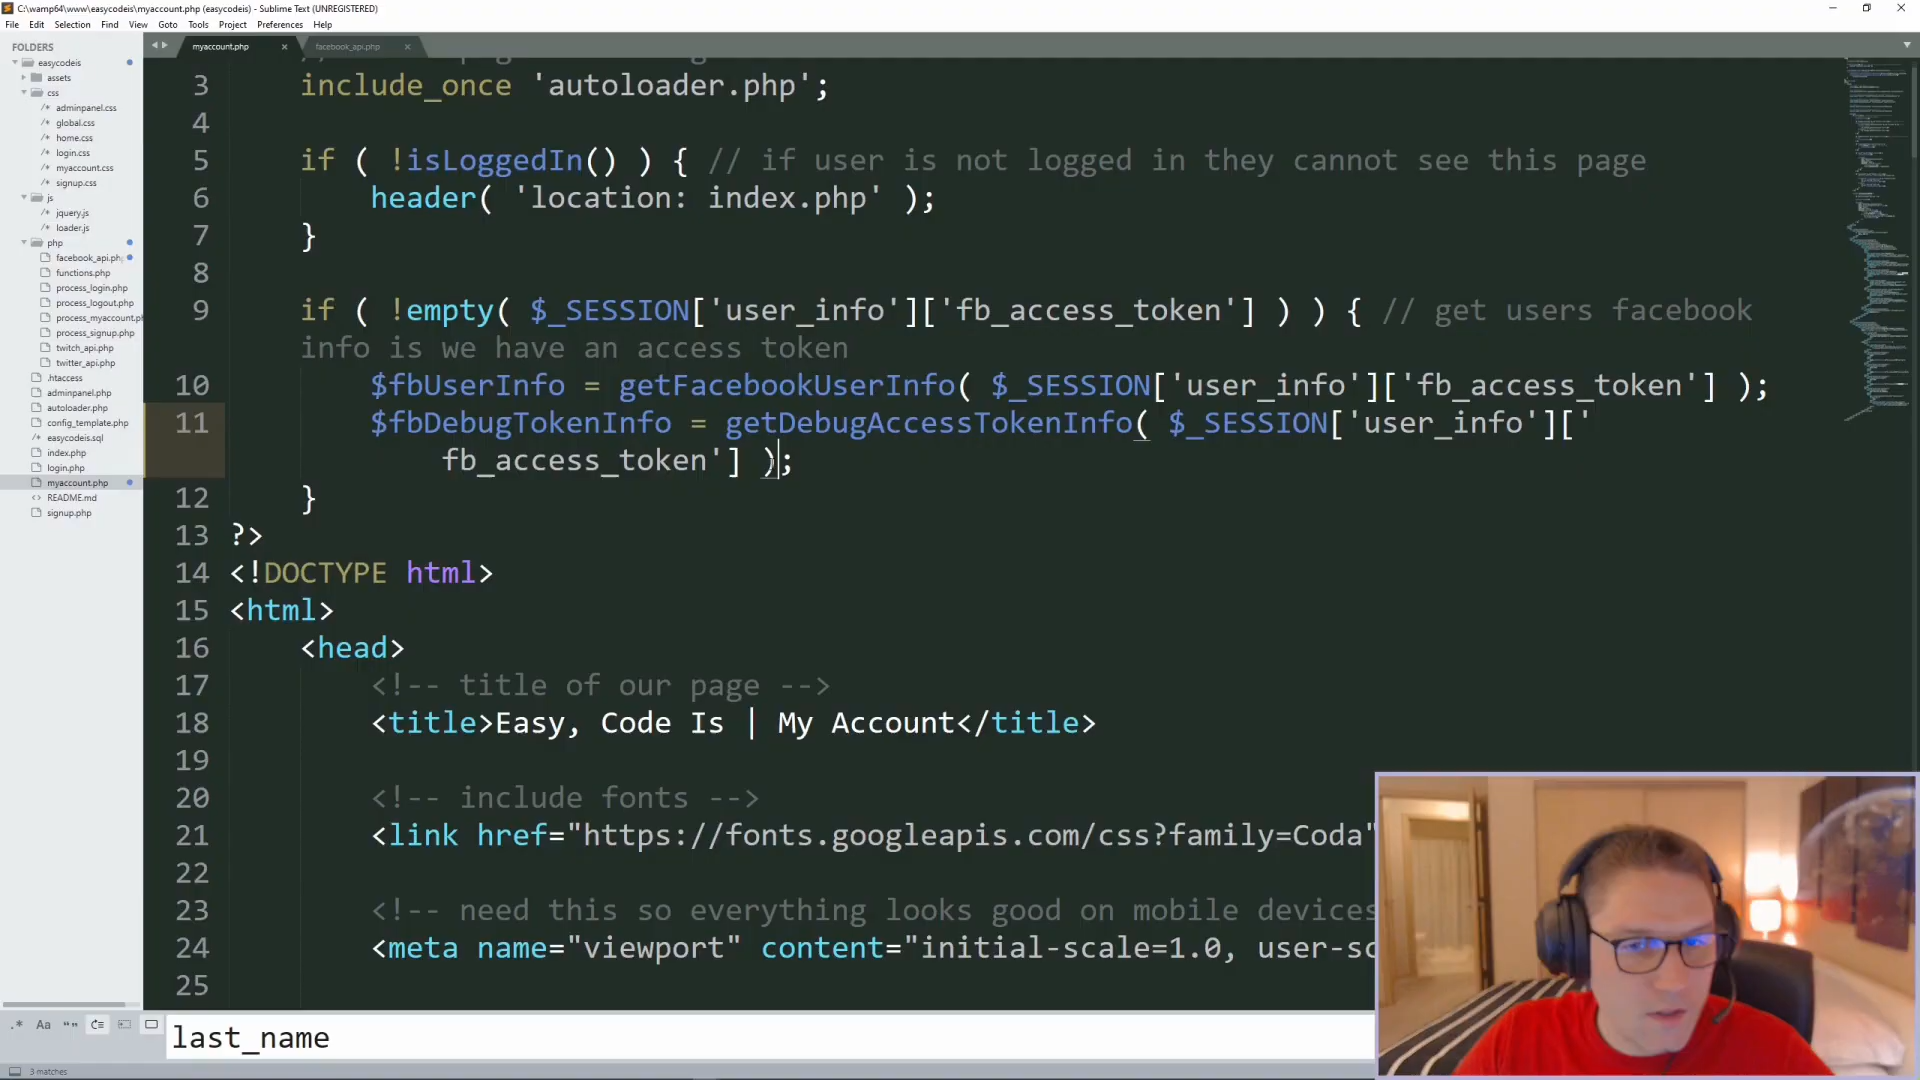 C:\wamp64\www\easycodeis\myaccount.php (easycodeis) - Sublime Text (UNREGISTERED)
File Edit Selection Find View Goto Tools Project Preferences Help
FOLDERS
easycodeis
assets
css
adminpanel.css
global.css
home.css
login.css
myaccount.css
signup.css
js
jquery.js
loader.js
php
facebook_api.php
functions.php
process_login.php
process_logout.php
process_myaccount.ph
process_signup.php
twitch_api.php
twitter_api.php
.htaccess
adminpanel.php
autoloader.php
config_template.php
easycodeis.sql
index.php
login.php
myaccount.php
README.md
signup.php
myaccount.php facebook_api.php
3 include_once 'autoloader.php';
4
5 if ( !isLoggedIn() ) { // if user is not logged in they cannot see this page
6 header( 'location: index.php' );
7 }
8
9 if ( !empty( $_SESSION['user_info']['fb_access_token'] ) ) { // get users facebook
info is we have an access token
10 $fbUserInfo = getFacebookUserInfo( $_SESSION['user_info']['fb_access_token'] );
11 $fbDebugTokenInfo = getDebugAccessTokenInfo( $_SESSION['user_info']['
fb_access_token'] );
12 }
13 ?>
14 <!DOCTYPE html>
15 <html>
16 <head>
17 <!-- title of our page -->
18 <title>Easy, Code Is | My Account</title>
19
20 <!-- include fonts -->
21 <link href="https://fonts.googleapis.com/css?family=Coda"
22
23 <!-- need this so everything looks good on mobile devices
24 <meta name="viewport" content="initial-scale=1.0, user-sc
25
.* Aa “”
last_name
3 matches